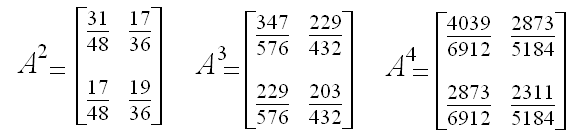 A² = [31/48 17/36; 17/48 19/36] A³ = [347/576 229/432; 229/576 203/432] A⁴ = [4039/6912 2873/5184; 2873/6912 2311/5184]